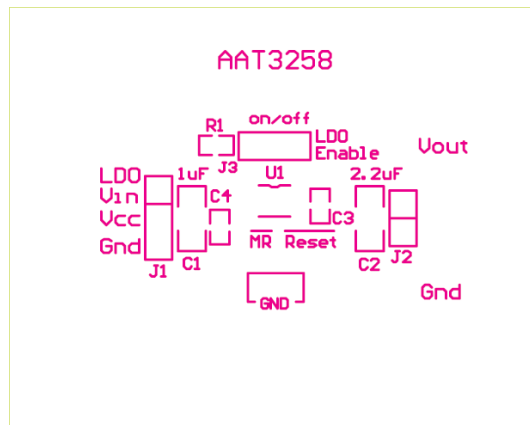 AAT3258
on/off
R1
LDO
Enable
J3
U1
Vout
LDO
Vin
Vcc
Gnd
J1
1uF
C4
C1
2.2uF
C3
MR Reset
C2
J2
GND
Gnd